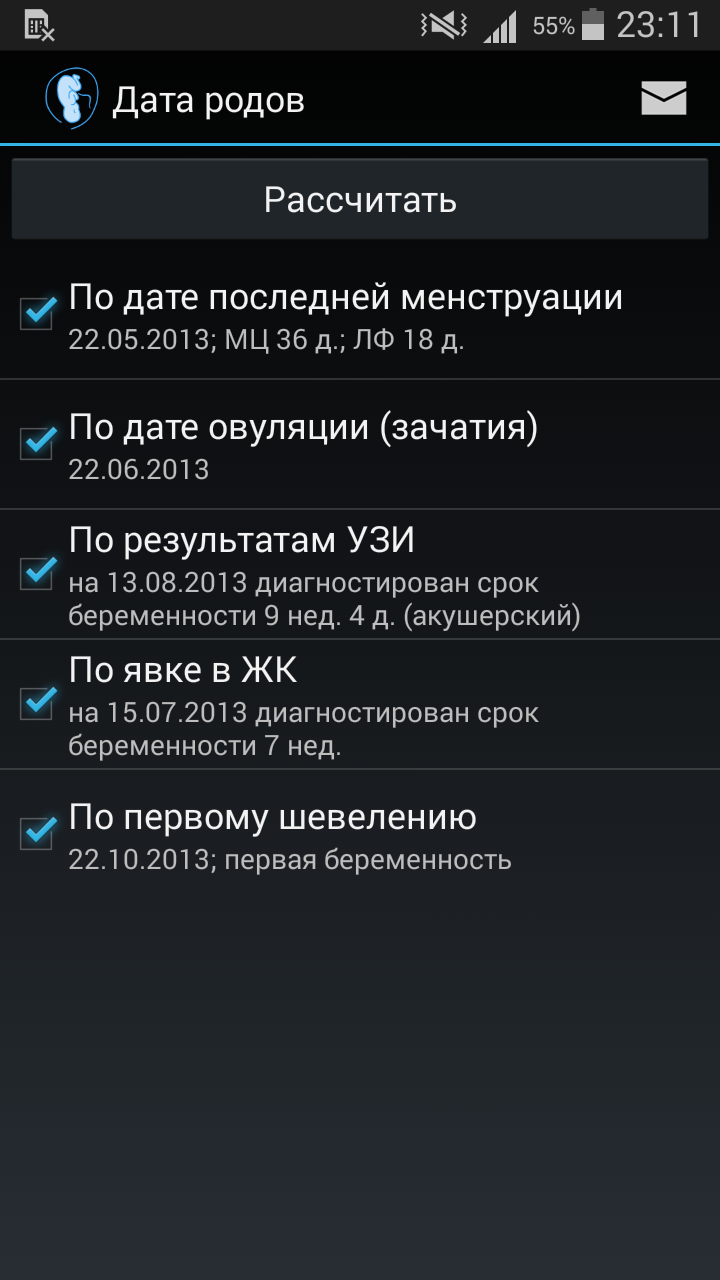 55% 23:11
Дата родов
Рассчитать
По дате последней менструации
22.05.2013; МЦ 36 д.; ЛФ 18 д.
По дате овуляции (зачатия)
22.06.2013
По результатам УЗИ
на 13.08.2013 диагностирован срок
беременности 9 нед. 4 д. (акушерский)
По явке в ЖК
на 15.07.2013 диагностирован срок
беременности 7 нед.
По первому шевелению
22.10.2013; первая беременность